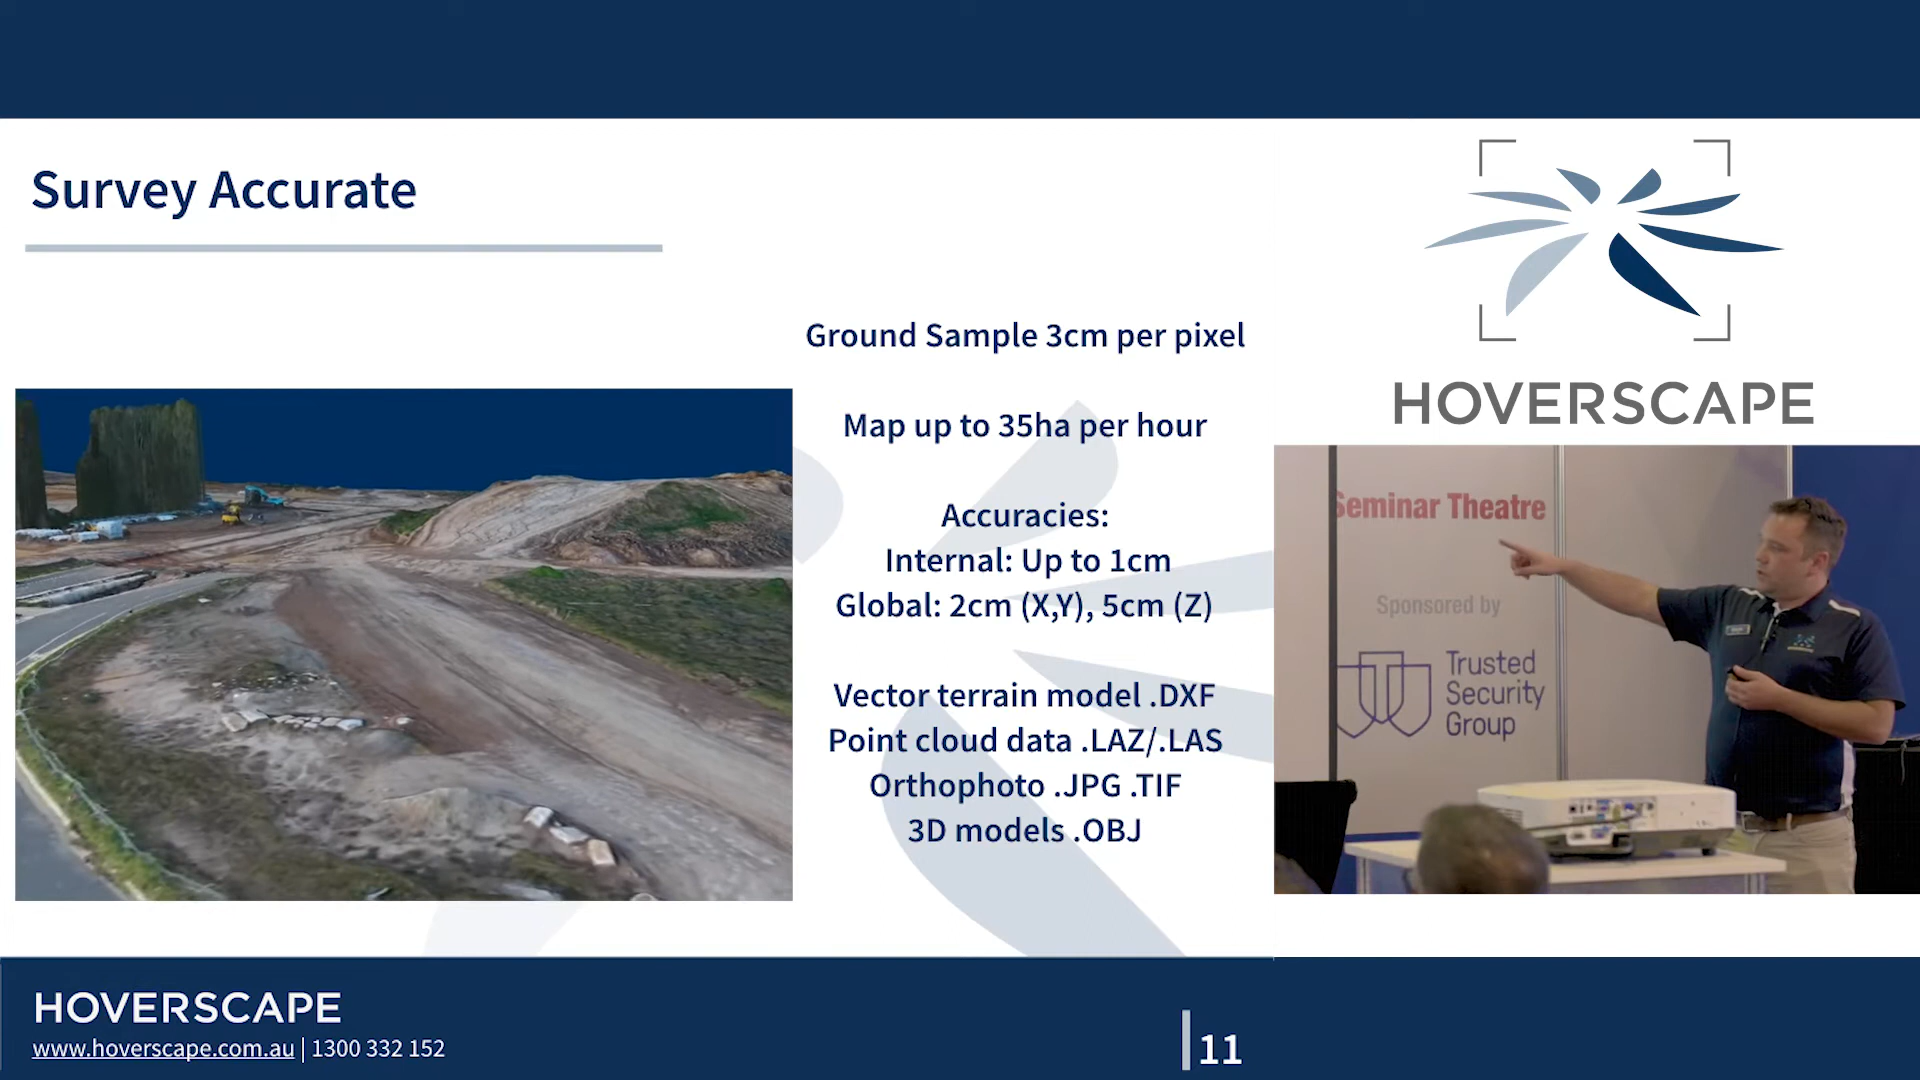 Survey Accurate
Ground Sample 3cm per pixel
Map up to 35ha per hour
Accuracies:
Internal: Up to 1cm
Global: 2cm (X,Y), 5cm (Z)
Vector terrain model .DXF
Point cloud data .LAZ/.LAS
Orthophoto .JPG .TIF
3D models .OBJ
HOVERSCAPE
Seminar Theatre
Sponsored by
Trusted
Security
Group
HOVERSCAPE
www.hoverscape.com.au | 1300 332 152
11